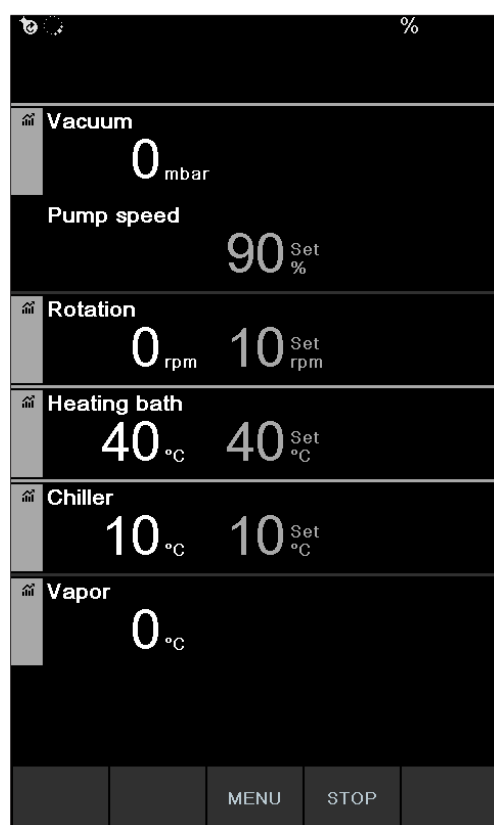 %
Vacuum
0 mbar
Pump speed
90 Set %
Rotation
0 rpm 10 Set rpm
Heating bath
40 °C 40 Set °C
Chiller
10 °C 10 Set °C
Vapor
0 °C
MENU STOP